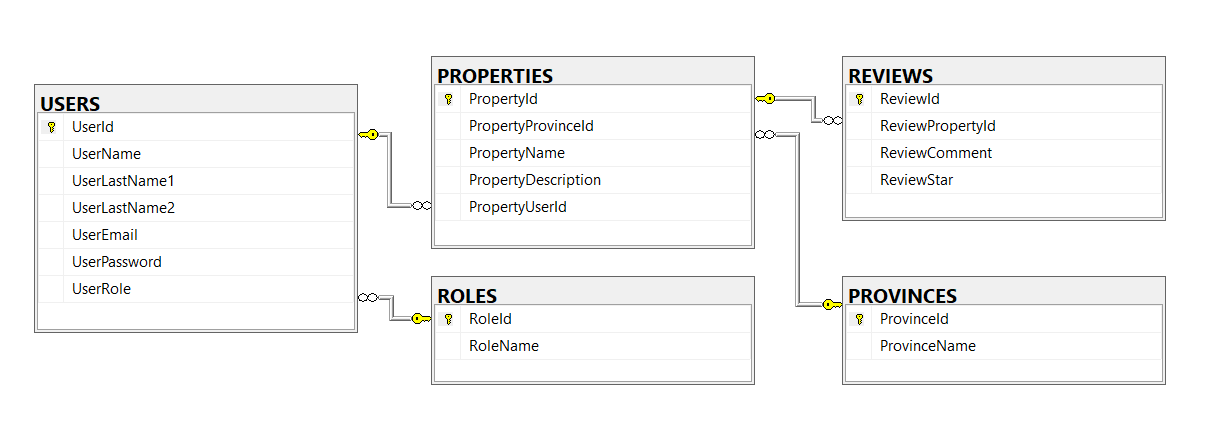 USERS
UserId
UserName
UserLastName1
UserLastName2
UserEmail
UserPassword
UserRole
PROPERTIES
PropertyId
PropertyProvinceId
PropertyName
PropertyDescription
PropertyUserId
ROLES
RoleId
RoleName
REVIEWS
ReviewId
ReviewPropertyId
ReviewComment
ReviewStar
PROVINCES
ProvinceId
ProvinceName